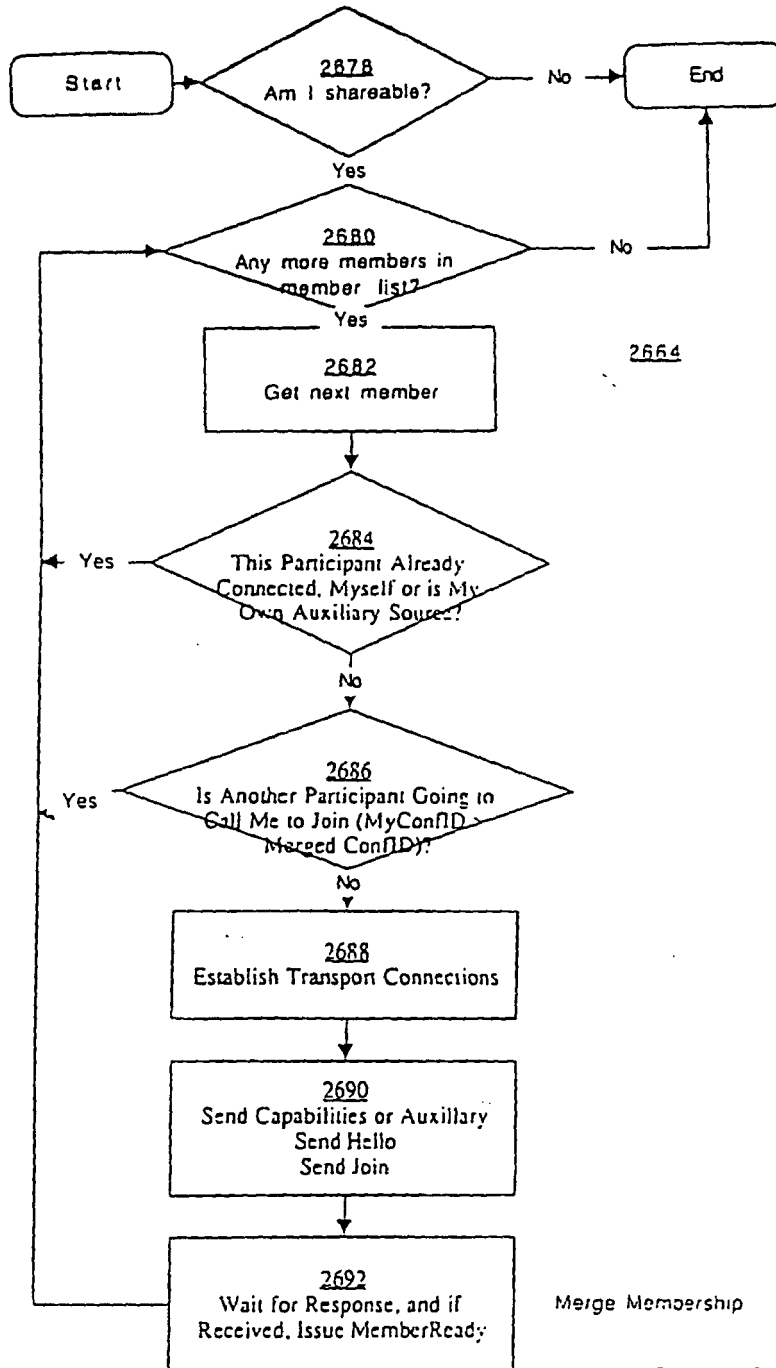 Start
2678
Am I shareable?
No
End
Yes
2680
Any more members in
member list?
No
Yes
2682
Get next member
2664
2684
This Participant Already
Connected, Myself or is My
Own Auxiliary Source?
Yes
No
2686
Is Another Participant Going to
Call Me to Join (MyConfID >
Merged ConfID)?
Yes
No
2688
Establish Transport Connections
2690
Send Capabilities or Auxillary
Send Hello
Send Join
2692
Wait for Response, and if
Received, Issue MemberReady
Merge Membership